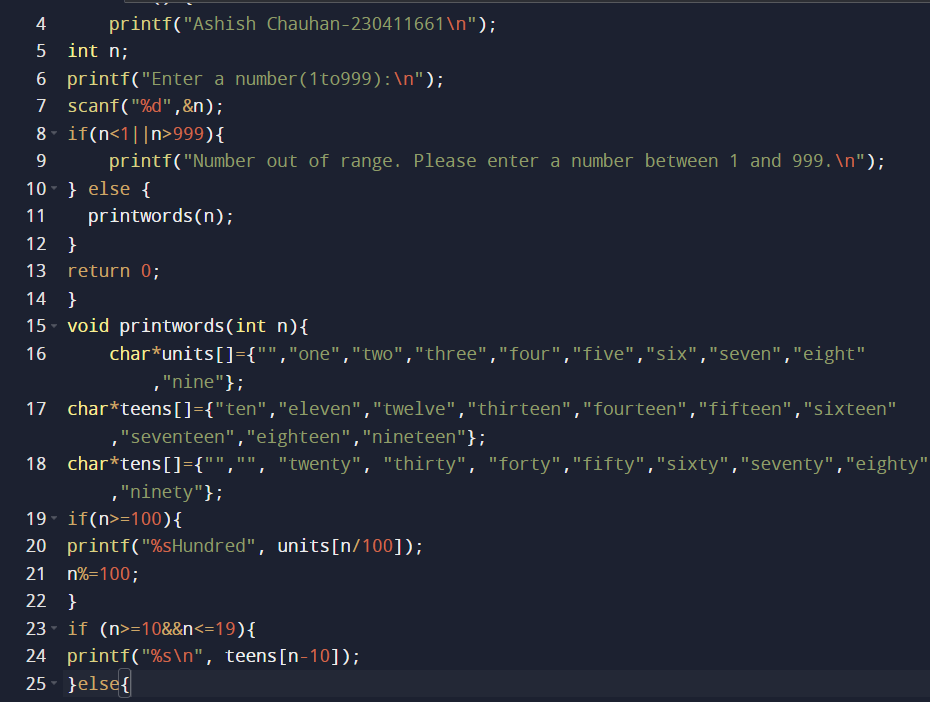 4 printf("Ashish Chauhan-230411661\n");
5 int n;
6 printf("Enter a number(1to999):\n");
7 scanf("%d",&n);
8 if(n<1||n>999){
9 printf("Number out of range. Please enter a number between 1 and 999.\n");
10 } else {
11 printwords(n);
12 }
13 return 0;
14 }
15 void printwords(int n){
16 char*units[]={"","one","two","three","four","five","six","seven","eight"
,"nine"};
17 char*teens[]={"ten","eleven","twelve","thirteen","fourteen","fifteen","sixteen"
,"seventeen","eighteen","nineteen"};
18 char*tens[]={"","", "twenty", "thirty", "forty","fifty","sixty","seventy","eighty"
,"ninety"};
19 if(n>=100){
20 printf("%sHundred", units[n/100]);
21 n%=100;
22 }
23 if (n>=10&&n<=19){
24 printf("%s\n", teens[n-10]);
25 }else{